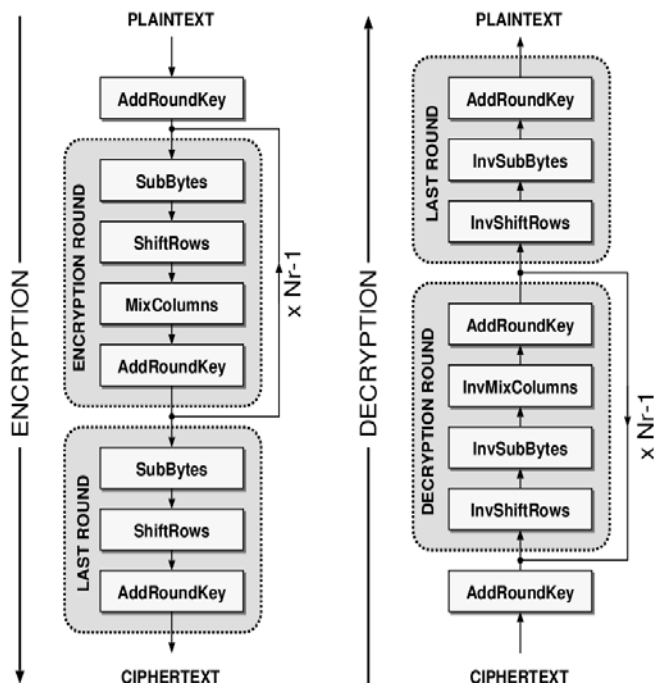 PLAINTEXT
AddRoundKey
SubBytes
ShiftRows
MixColumns
AddRoundKey
ENCRYPTION ROUND
x Nr-1
SubBytes
ShiftRows
AddRoundKey
LAST ROUND
CIPHERTEXT
ENCRYPTION
PLAINTEXT
AddRoundKey
InvSubBytes
InvShiftRows
LAST ROUND
AddRoundKey
InvMixColumns
InvSubBytes
InvShiftRows
DECRYPTION ROUND
x Nr-1
AddRoundKey
CIPHERTEXT
DECRYPTION